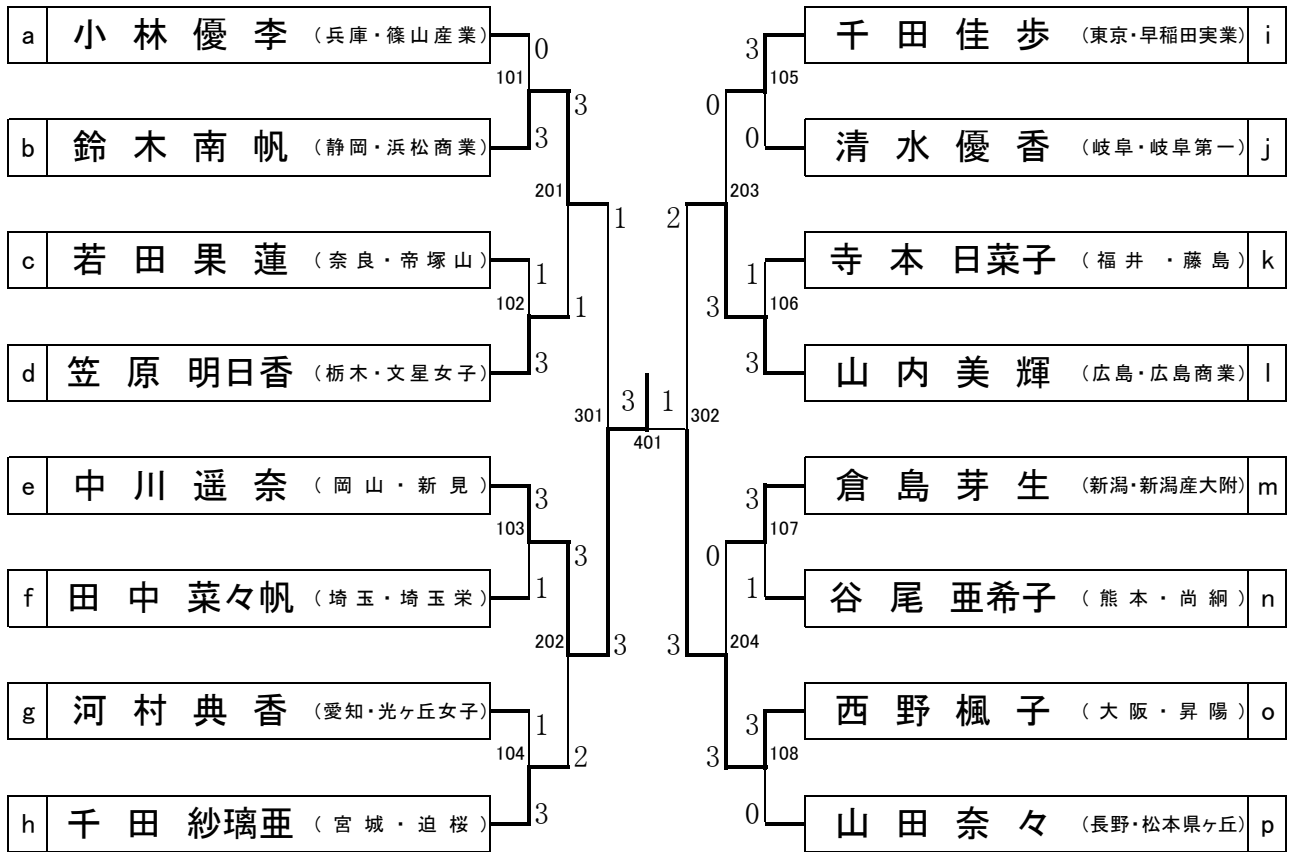 a 小林優李 （兵庫・篠山産業）
0
101
3
b 鈴木南帆 （静岡・浜松商業）
3
201
1
c 若田果蓮 （奈良・帝塚山）
1
102
1
d 笠原明日香 （栃木・文星女子）
3
301
e 中川遥奈 （岡山・新見）
3
103
3
f 田中菜々帆 （埼玉・埼玉栄）
1
202
3
g 河村典香 （愛知・光ヶ丘女子）
1
104
2
h 千田紗璃亜 （宮城・迫桜）
3
3
1
401
千田佳歩 （東京・早稲田実業） i
3
105
0
清水優香 （岐阜・岐阜第一） j
0
203
2
寺本日菜子 （福井・藤島） k
1
106
3
山内美輝 （広島・広島商業） l
3
302
倉島芽生 （新潟・新潟産大附） m
3
107
0
谷尾亜希子 （熊本・尚絅） n
1
204
3
西野楓子 （大阪・昇陽） o
3
108
3
山田奈々 （長野・松本県ヶ丘） p
0